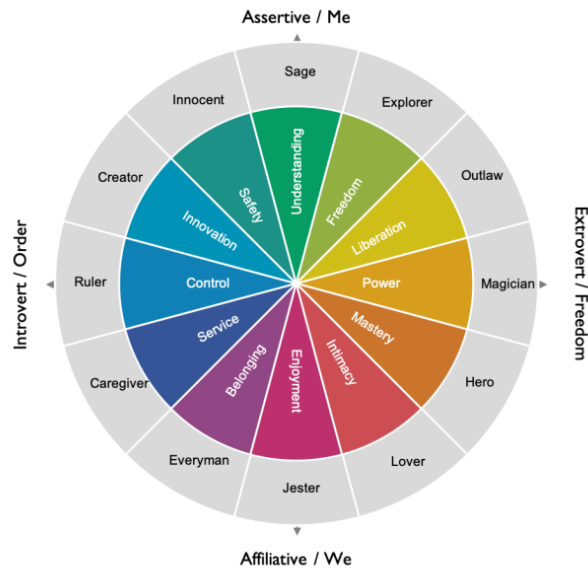 Assertive / Me
Sage
Explorer
Outlaw
Magician
Hero
Lover
Jester
Everyman
Caregiver
Ruler
Creator
Innocent
Understanding
Freedom
Liberation
Power
Mastery
Intimacy
Enjoyment
Belonging
Service
Control
Innovation
Safety
Introvert / Order
Extrovert / Freedom
Affiliative / We